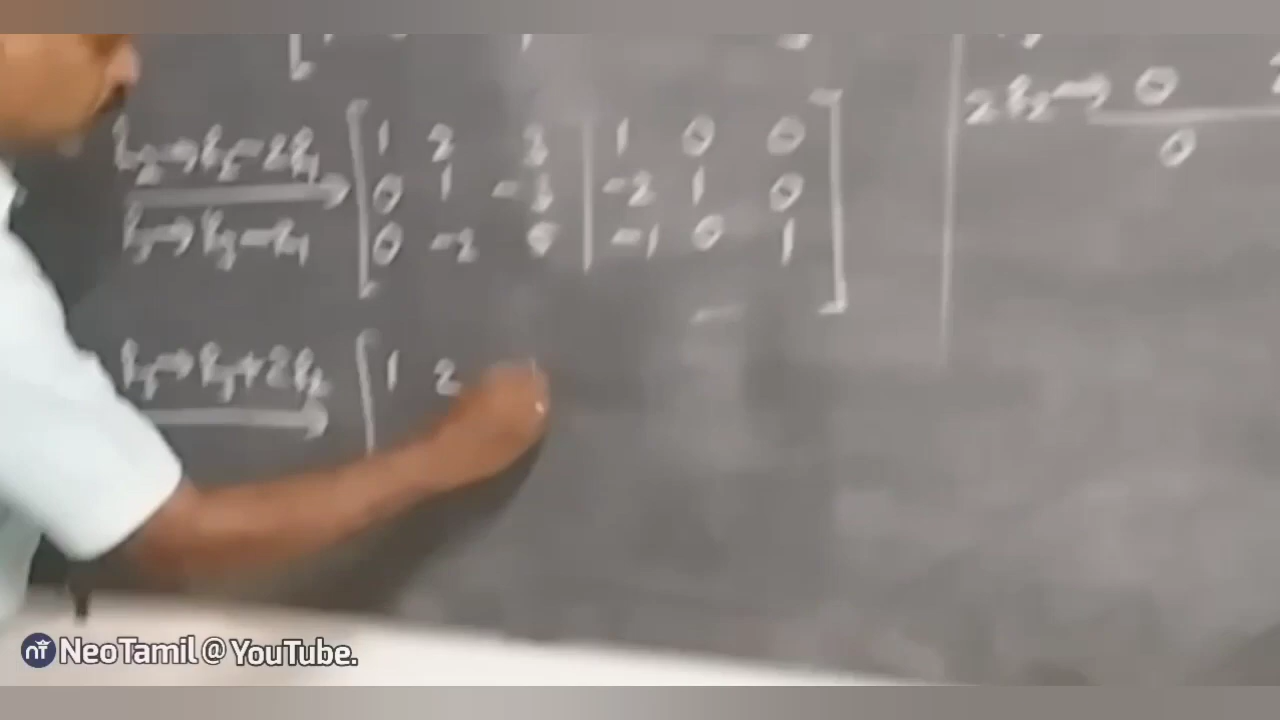 R2→R2-2R1 [ 1 2 3 | 1 0 0 ]
0 1 -3 | -2 1 0
R3→R3-R1 0 -2 0 | -1 0 1
R3→R3+2R2 [ 1 2
2R2→ 0
0
NeoTamil @ YouTube.